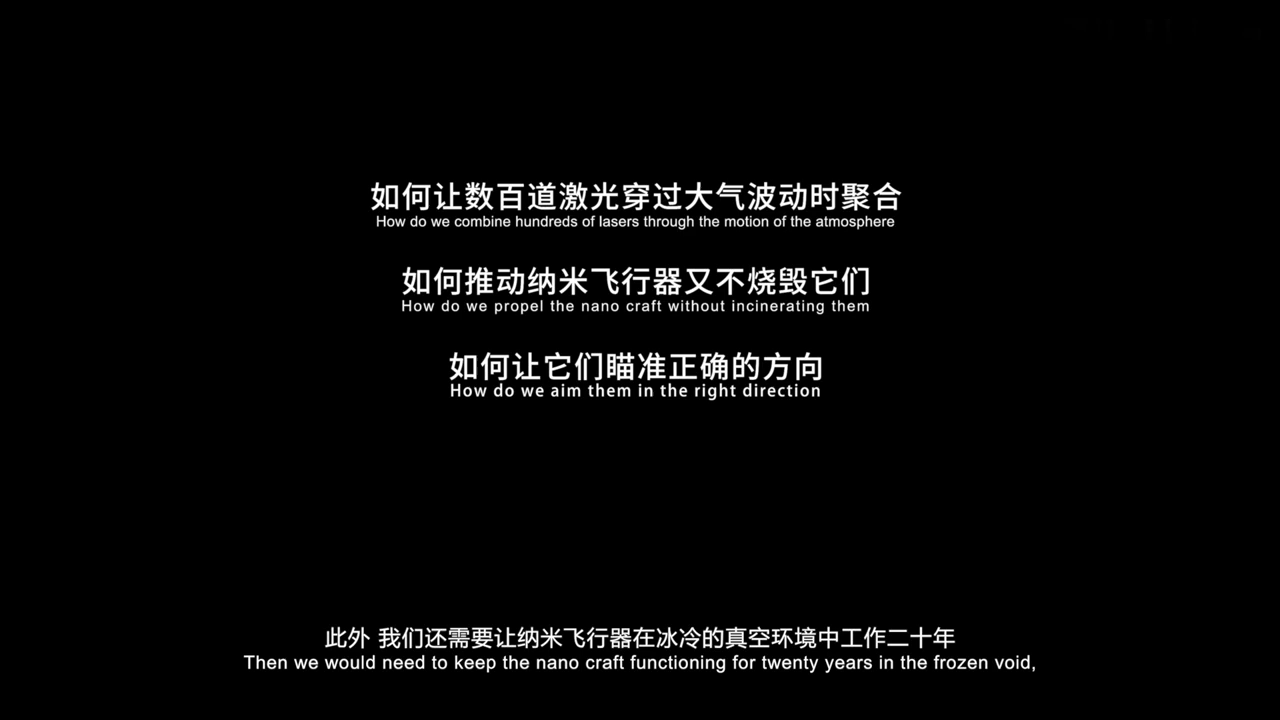 如何让数百道激光穿过大气波动时聚合
How do we combine hundreds of lasers through the motion of the atmosphere
如何推动纳米飞行器又不烧毁它们
How do we propel the nano craft without incinerating them
如何让它们瞄准正确的方向
How do we aim them in the right direction
此外 我们还需要让纳米飞行器在冰冷的真空环境中工作二十年
Then we would need to keep the nano craft functioning for twenty years in the frozen void,